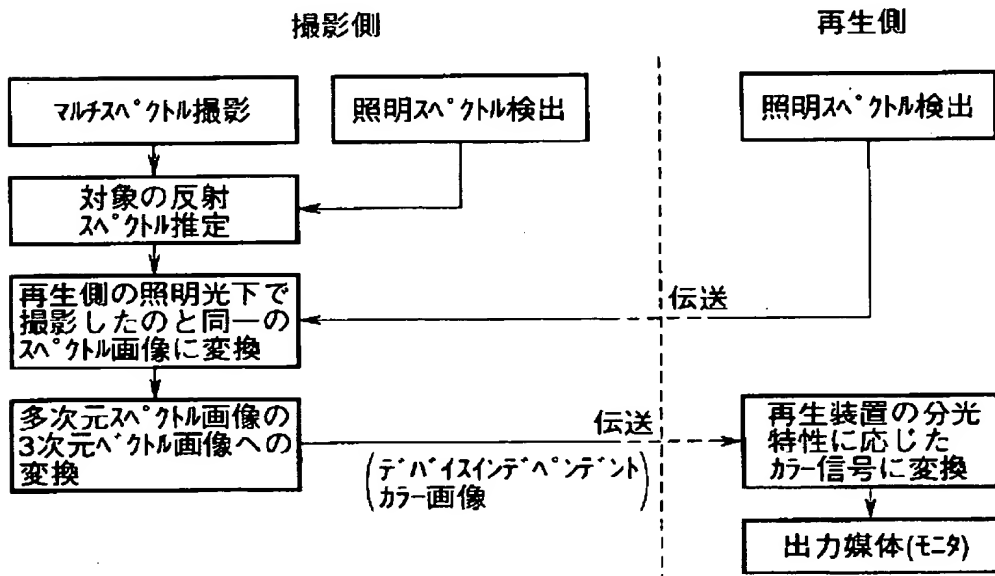 撮影側
再生側
マルチスペクトル撮影
照明スペクトル検出
照明スペクトル検出
対象の反射
スペクトル推定
再生側の照明光下で
撮影したのと同一の
スペクトル画像に変換
伝送
多次元スペクトル画像の
3次元ベクトル画像への
変換
伝送
(デバイスインデペンデント
カラー画像)
再生装置の分光
特性に応じた
カラー信号に変換
出力媒体(モニタ)